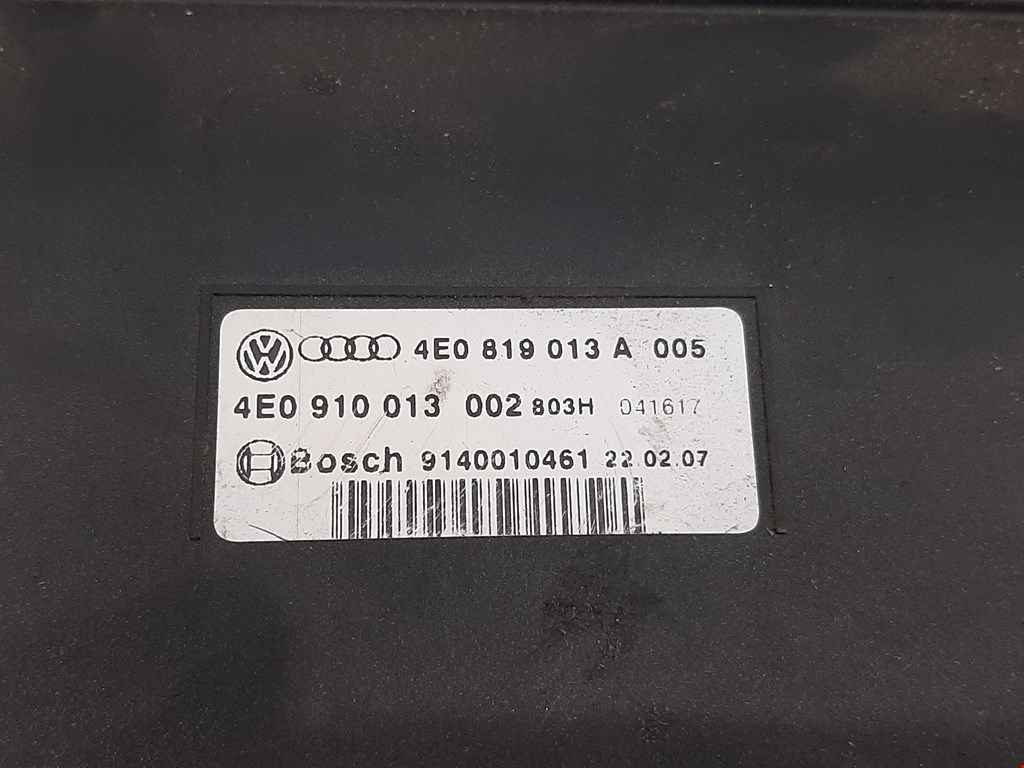 4E0 819 013 A 005
4E0 910 013 002 803H 041617
Bosch 9140010461 22.02.07